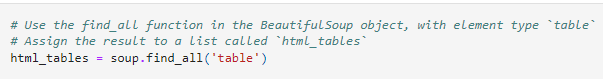 # Use the find_all function in the BeautifulSoup object, with element type `table`
# Assign the result to a list called `html_tables`
html_tables = soup.find_all('table')